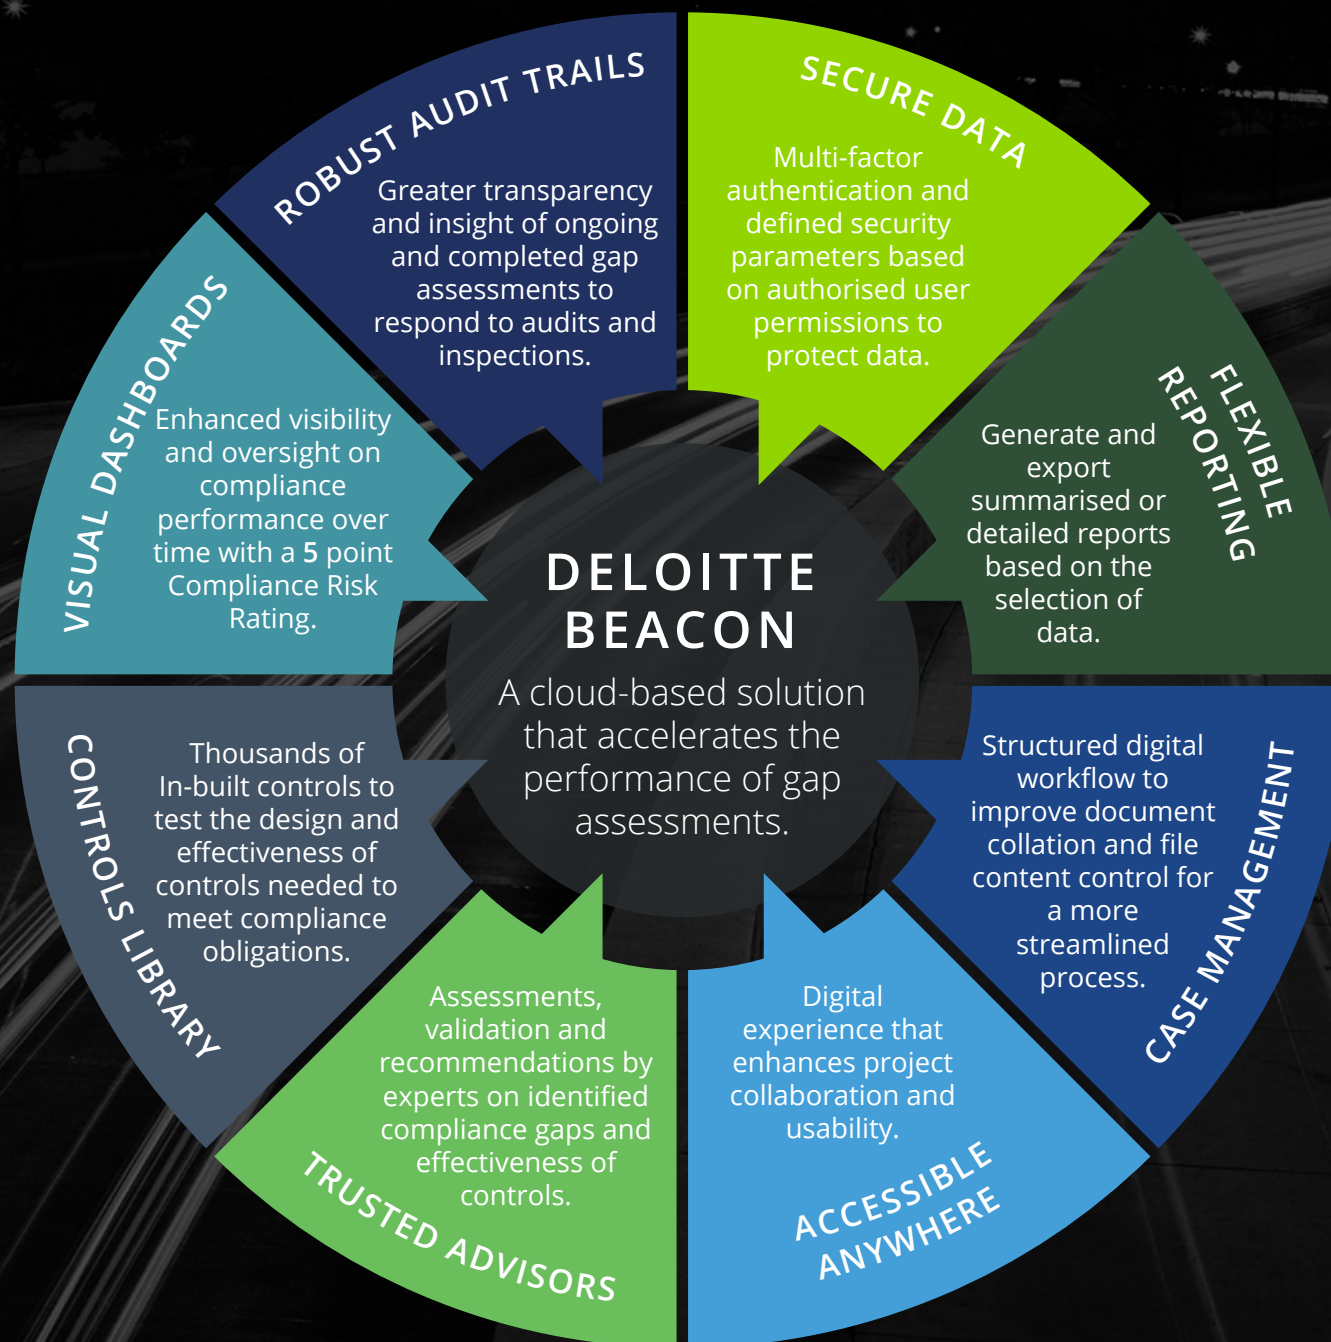 DELOITTE
BEACON
A cloud-based solution
that accelerates the
performance of gap
assessments.
SECURE DATA
Multi-factor
authentication and
defined security
parameters based
on authorised user
permissions to
protect data.
FLEXIBLE
REPORTING
Generate and
export
summarised or
detailed reports
based on the
selection of
data.
CASE MANAGEMENT
Structured digital
workflow to
improve document
collation and file
content control for
a more
streamlined
process.
ACCESSIBLE
ANYWHERE
Digital
experience that
enhances project
collaboration and
usability.
TRUSTED ADVISORS
Assessments,
validation and
recommendations by
experts on identified
compliance gaps and
effectiveness of
controls.
CONTROLS LIBRARY
Thousands of
In-built controls to
test the design and
effectiveness of
controls needed to
meet compliance
obligations.
VISUAL DASHBOARDS
Enhanced visibility
and oversight on
compliance
performance over
time with a 5 point
Compliance Risk
Rating.
ROBUST AUDIT TRAILS
Greater transparency
and insight of ongoing
and completed gap
assessments to
respond to audits and
inspections.